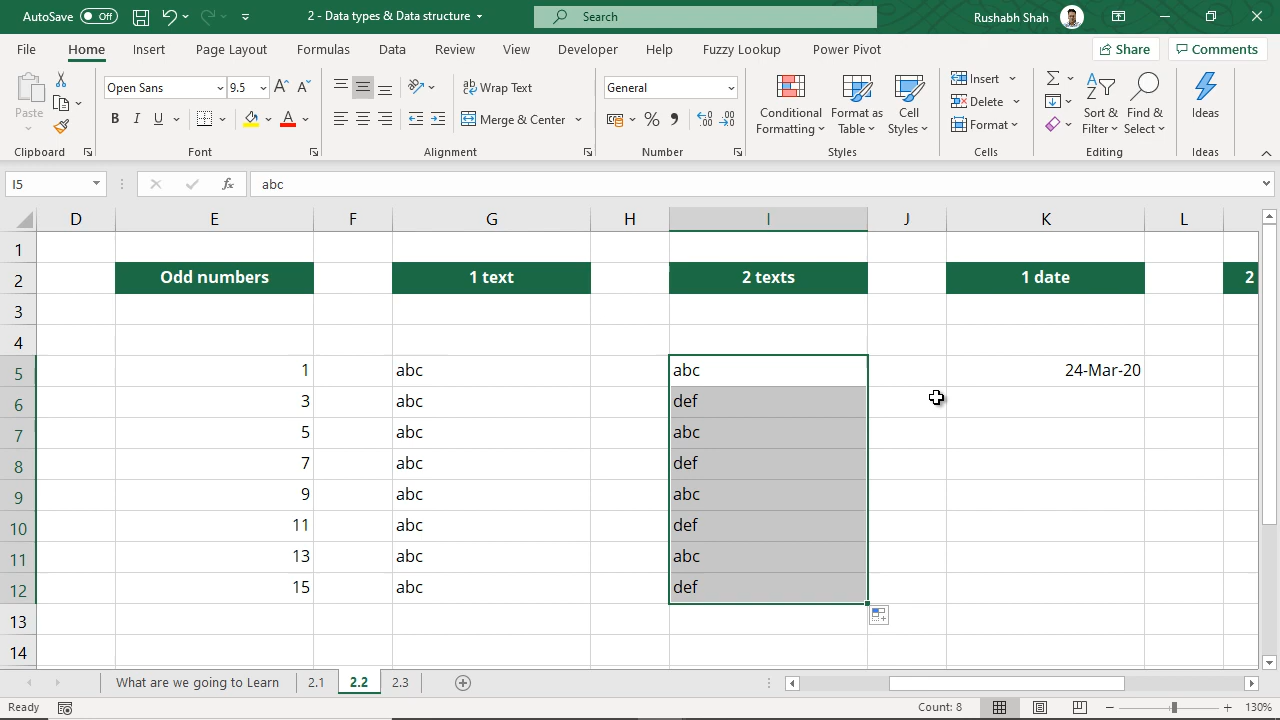 AutoSave Off 2 - Data types & Data structure Search Rushabh Shah
File Home Insert Page Layout Formulas Data Review View Developer Help Fuzzy Lookup Power Pivot Share Comments
Paste
Clipboard
Open Sans 9.5
B I U
Font
Wrap Text
Merge & Center
Alignment
General
Number
Conditional
Formatting
Format as
Table
Cell
Styles
Styles
Insert
Delete
Format
Cells
Sort &
Filter
Find &
Select
Editing
Ideas
Ideas
I5 fx abc
D E F G H I J K L
1
2 Odd numbers 1 text 2 texts 1 date 2
3
4
5 1 abc abc 24-Mar-20
6 3 abc def
7 5 abc abc
8 7 abc def
9 9 abc abc
10 11 abc def
11 13 abc abc
12 15 abc def
13
14
What are we going to Learn 2.1 2.2 2.3
Ready Count: 8 130%